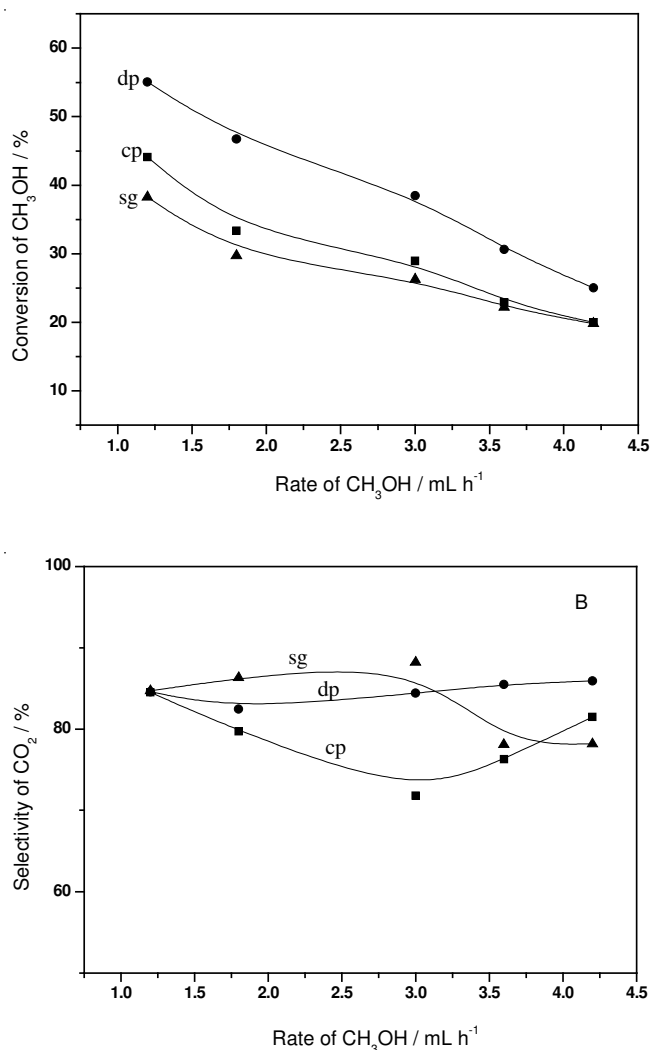 60
50
40
30
20
10
dp
cp
sg
Conversion of CH₃OH / %
1.0 1.5 2.0 2.5 3.0 3.5 4.0 4.5
Rate of CH₃OH / mL h⁻¹
100
80
60
B
sg
dp
cp
Selectivity of CO₂ / %
1.0 1.5 2.0 2.5 3.0 3.5 4.0 4.5
Rate of CH₃OH / mL h⁻¹